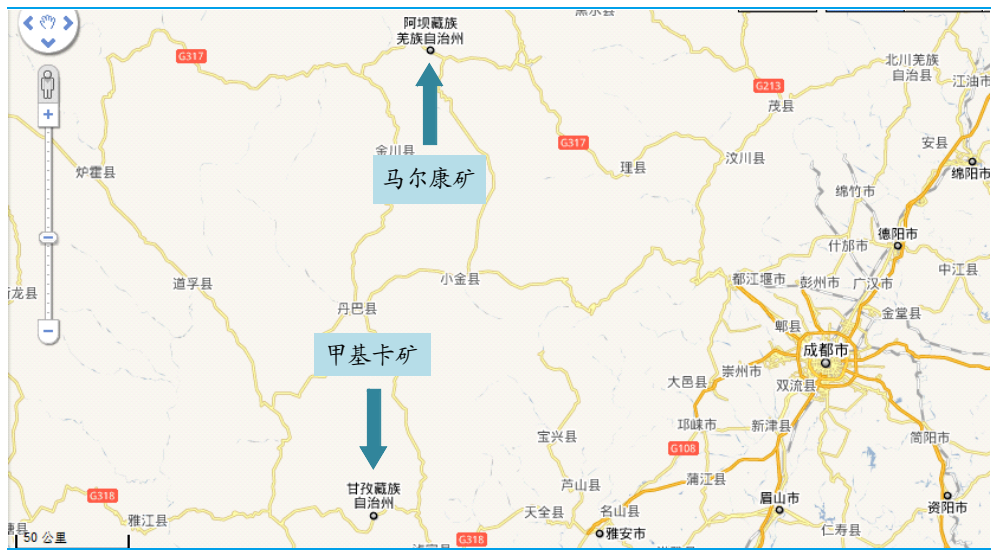 黑水县
阿坝藏族
羌族自治州
G317
北川羌族
自治县
江油市
G213
茂县
G317
安县
金川县
汶川县
理县
炉霍县
绵阳市
马尔康矿
绵竹市
德阳市
什邡市
中江县
小金县
都江堰市
彭州市
广汉市
道孚县
龙县
丹巴县
金堂县
郫县
成都市
甲基卡矿
崇州市
大邑县
双流县
邛崃市
新津县
宝兴县
简阳市
G108
蒲江县
芦山县
甘孜藏族
自治州
眉山市
G318
资阳市
雅江县
天全县
名山县
仁寿县
雅安市
50 公里
G318